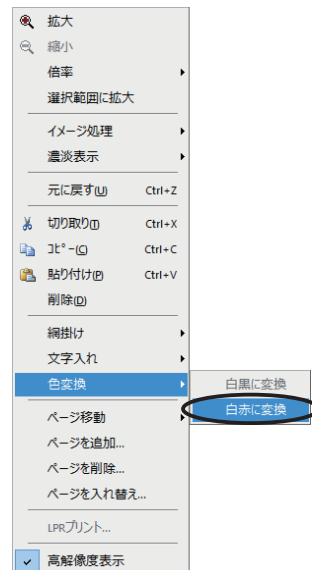 拡大
縮小
倍率
選択範囲に拡大
イメージ処理
濃淡表示
元に戻す(U) Ctrl+Z
切り取り(T) Ctrl+X
ｺﾋﾟｰ(C) Ctrl+C
貼り付け(P) Ctrl+V
削除(D)
網掛け
文字入れ
色変換
白黒に変換
白赤に変換
ページ移動
ページを追加...
ページを削除...
ページを入れ替え...
LPRプリント...
高解像度表示